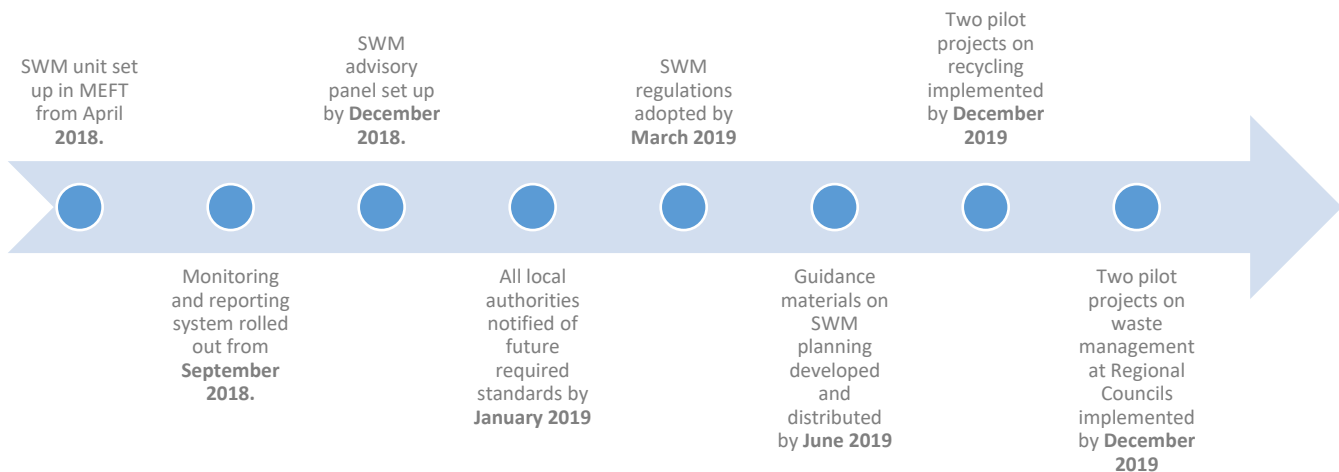 SWM unit set
up in MEFT
from April
2018.
Monitoring
and reporting
system rolled
out from
September
2018.
SWM
advisory
panel set up
by December
2018.
All local
authorities
notified of
future
required
standards by
January 2019
SWM
regulations
adopted by
March 2019
Guidance
materials on
SWM
planning
developed
and
distributed
by June 2019
Two pilot
projects on
recycling
implemented
by December
2019
Two pilot
projects on
waste
management
at Regional
Councils
implemented
by December
2019